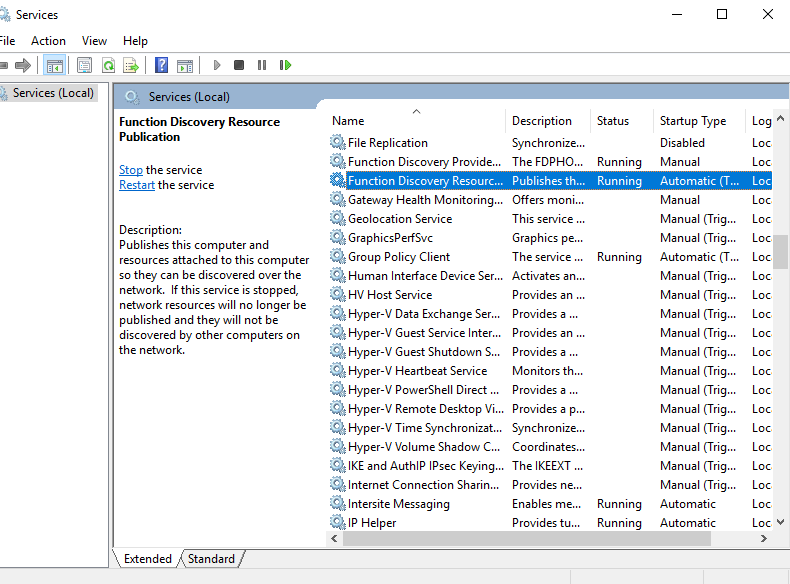 Services
File Action View Help
Services (Local)
Services (Local)
Function Discovery Resource
Publication
Stop the service
Restart the service
Description:
Publishes this computer and
resources attached to this computer
so they can be discovered over the
network. If this service is stopped,
network resources will no longer be
published and they will not be
discovered by other computers on
the network.
Name Description Status Startup Type Log
File Replication Synchronize... Disabled Loc
Function Discovery Provide... The FDPHO... Running Manual Loc
Function Discovery Resourc... Publishes th... Running Automatic (T... Loc
Gateway Health Monitoring... Offers moni... Manual Loc
Geolocation Service This service ... Manual (Trig... Loc
GraphicsPerfSvc Graphics pe... Manual (Trig... Loc
Group Policy Client The service ... Running Automatic (T... Loc
Human Interface Device Ser... Activates an... Manual (Trig... Loc
HV Host Service Provides an ... Manual (Trig... Loc
Hyper-V Data Exchange Ser... Provides a ... Manual (Trig... Loc
Hyper-V Guest Service Inter... Provides an ... Manual (Trig... Loc
Hyper-V Guest Shutdown S... Provides a ... Manual (Trig... Loc
Hyper-V Heartbeat Service Monitors th... Manual (Trig... Loc
Hyper-V PowerShell Direct ... Provides a ... Manual (Trig... Loc
Hyper-V Remote Desktop Vi... Provides a p... Manual (Trig... Loc
Hyper-V Time Synchronizat... Synchronize... Manual (Trig... Loc
Hyper-V Volume Shadow C... Coordinates... Manual (Trig... Loc
IKE and AuthIP IPsec Keying... The IKEEXT ... Manual (Trig... Loc
Internet Connection Sharin... Provides ne... Manual (Trig... Loc
Intersite Messaging Enables me... Running Automatic Loc
IP Helper Provides tu... Running Automatic Loc
Extended Standard